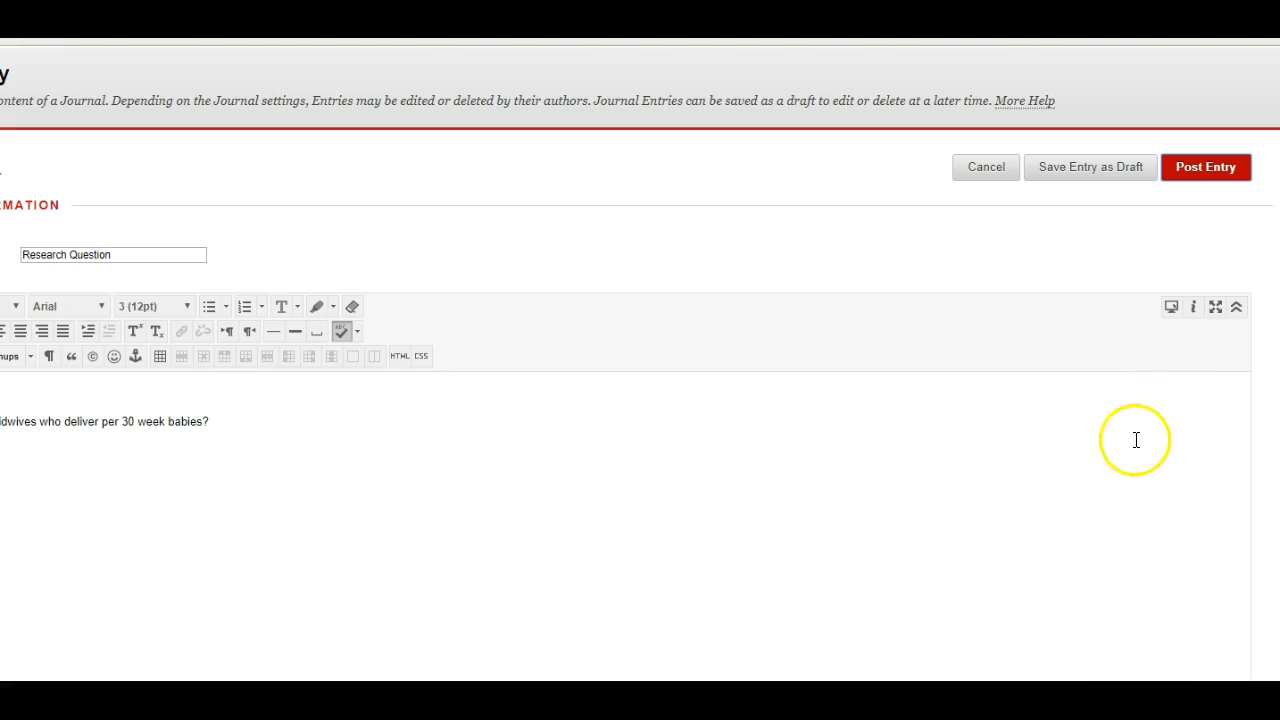 y
ontent of a Journal. Depending on the Journal settings, Entries may be edited or deleted by their authors. Journal Entries can be saved as a draft to edit or delete at a later time. More Help
Cancel Save Entry as Draft Post Entry
RMATION
Research Question
Arial 3 (12pt)
hups HTML CSS
dwives who deliver per 30 week babies?